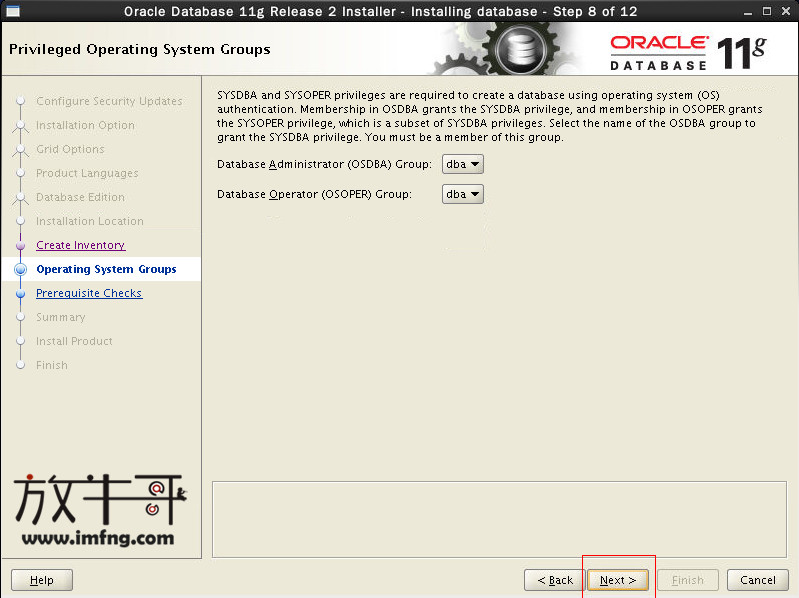 Oracle Database 11g Release 2 Installer - Installing database - Step 8 of 12
Privileged Operating System Groups
ORACLE
DATABASE 11g
Configure Security Updates
Installation Option
Grid Options
Product Languages
Database Edition
Installation Location
Create Inventory
Operating System Groups
Prerequisite Checks
Summary
Install Product
Finish
SYSDBA and SYSOPER privileges are required to create a database using operating system (OS)
authentication. Membership in OSDBA grants the SYSDBA privilege, and membership in OSOPER grants
the SYSOPER privilege, which is a subset of SYSDBA privileges. Select the name of the OSDBA group to
grant the SYSDBA privilege. You must be a member of this group.
Database Administrator (OSDBA) Group: dba
Database Operator (OSOPER) Group: dba
放牛哥
www.imfng.com
Help
< Back
Next >
Finish
Cancel